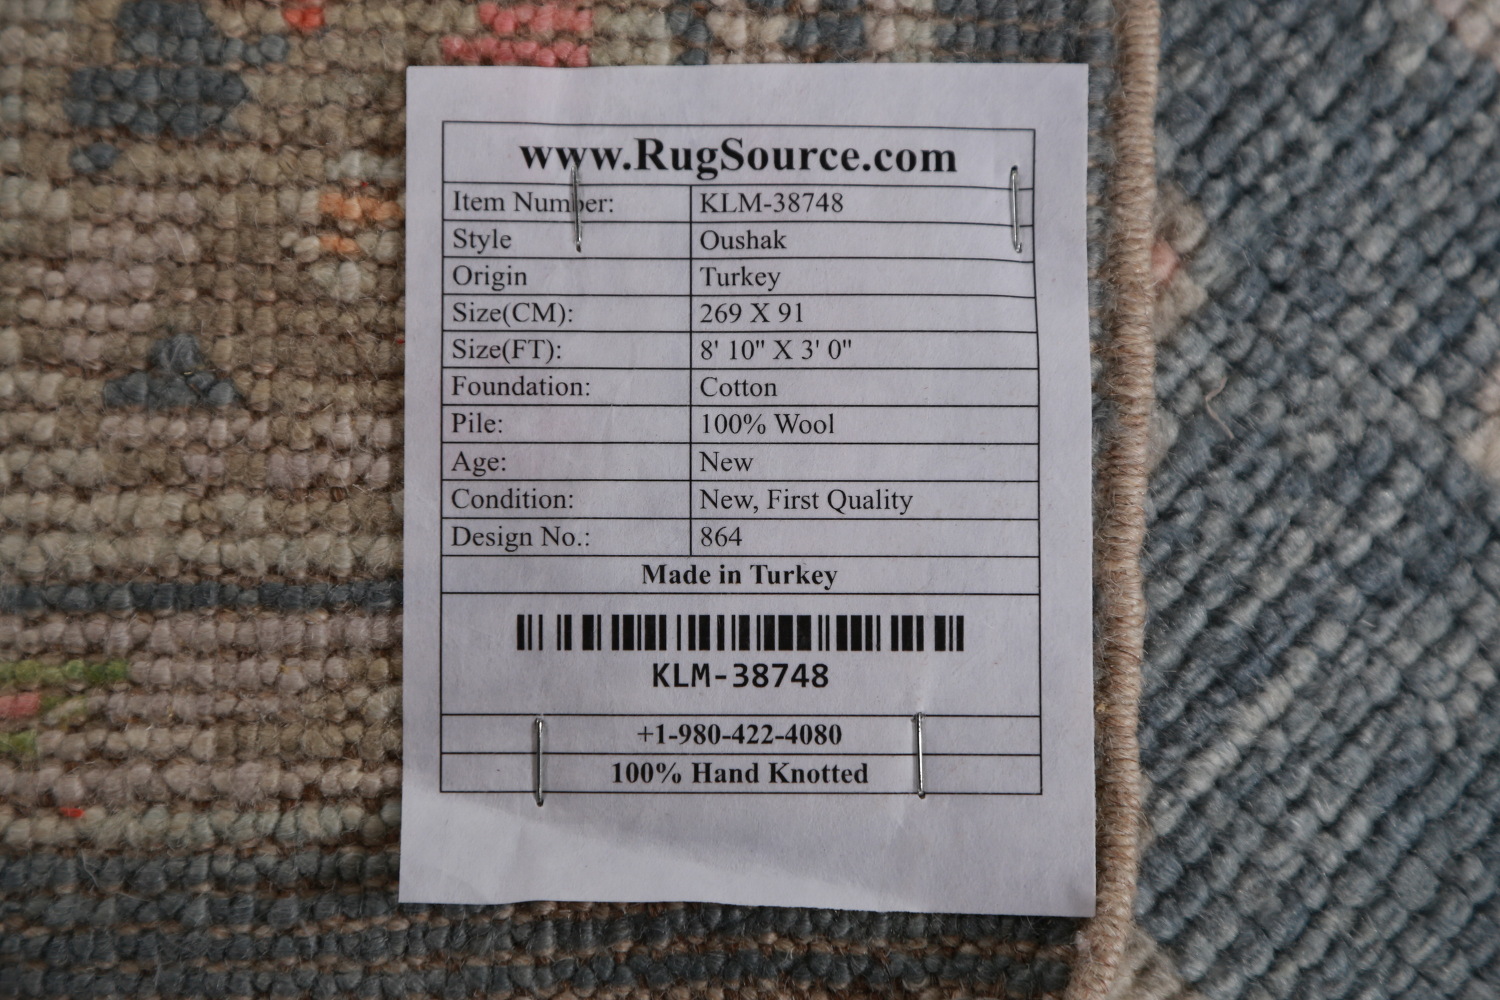 www.RugSource.com
Item Number: KLM-38748
Style Oushak
Origin Turkey
Size(CM): 269 X 91
Size(FT): 8' 10" X 3' 0"
Foundation: Cotton
Pile: 100% Wool
Age: New
Condition: New, First Quality
Design No.: 864
Made in Turkey
KLM-38748
+1-980-422-4080
100% Hand Knotted